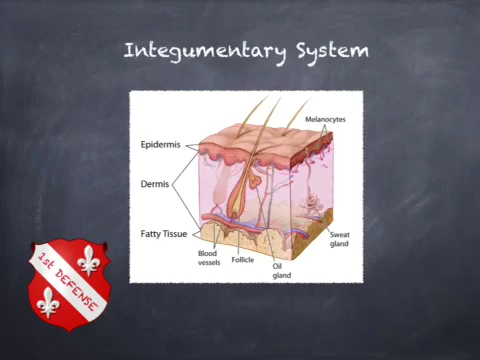 Integumentary System
Melanocytes
Epidermis
Dermis
Fatty Tissue
Blood
vessels
Follicle
Oil
gland
Sweat
gland
1st DEFENSE